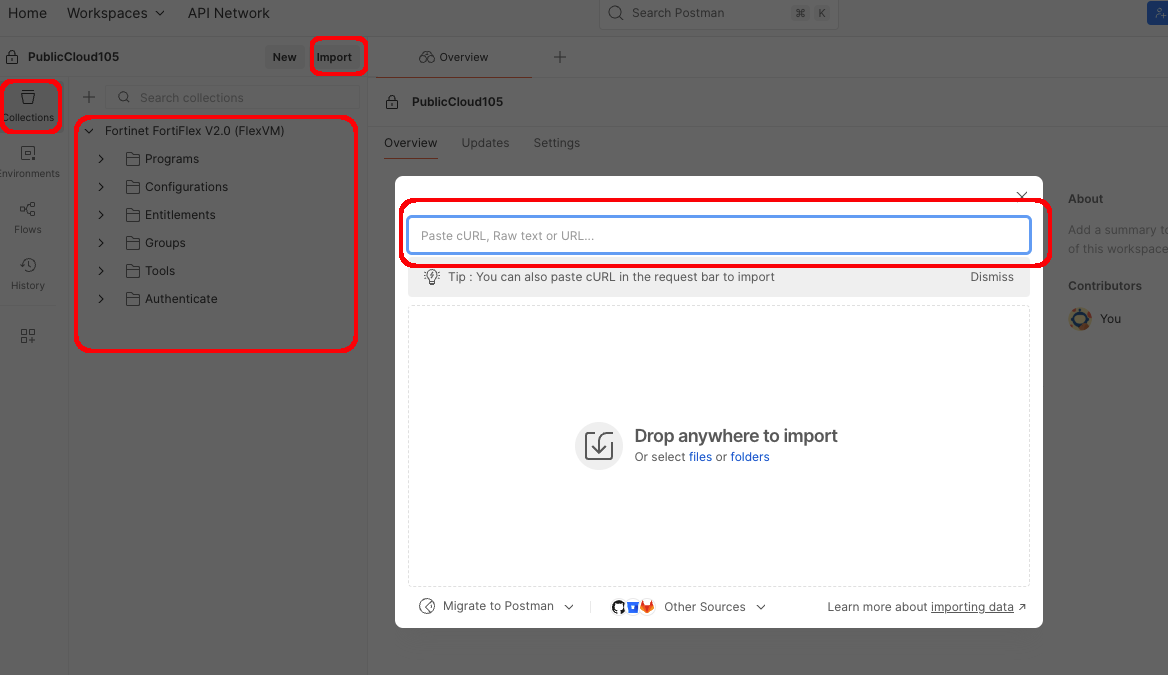 Home Workspaces API Network Search Postman ⌘ K
PublicCloud105 New Import Overview
Collections
Search collections
PublicCloud105
Fortinet FortiFlex V2.0 (FlexVM)
Programs
Configurations
Entitlements
Groups
Tools
Authenticate
Environments
Flows
History
Overview Updates Settings
Paste cURL, Raw text or URL...
Tip : You can also paste cURL in the request bar to import Dismiss
Drop anywhere to import
Or select files or folders
Migrate to Postman Other Sources Learn more about importing data ↗
About
Add a summary to
of this workspace
Contributors
You